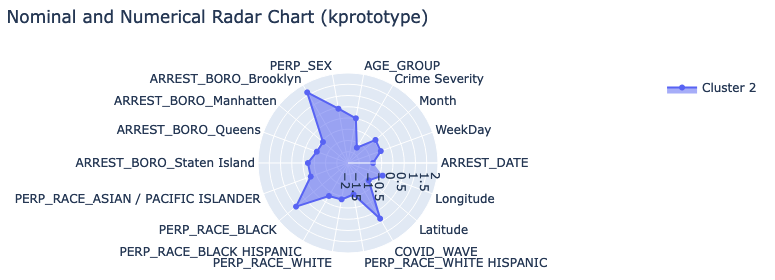 Nominal and Numerical Radar Chart (kprototype)
PERP_SEX
AGE_GROUP
ARREST_BORO_Brooklyn
Crime Severity
ARREST_BORO_Manhatten
Month
ARREST_BORO_Queens
WeekDay
ARREST_BORO_Staten Island
ARREST_DATE
PERP_RACE_ASIAN / PACIFIC ISLANDER
Longitude
PERP_RACE_BLACK
Latitude
PERP_RACE_BLACK HISPANIC
COVID_WAVE
PERP_RACE_WHITE
PERP_RACE_WHITE HISPANIC
−2
−1.5
−1
−0.5
0
0.5
1
1.5
2
Cluster 2